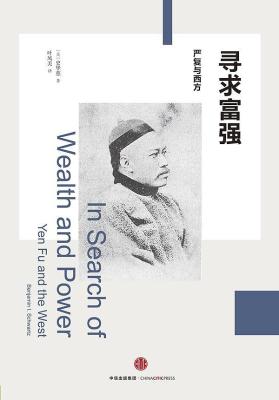 寻求富强
严复与西方
[美] 史华慈 著
叶凤美 译
In Search of
Wealth and Power
Yen Fu and the West
Benjamin I. Schwartz
中信出版集团 · CHINACITICPRESS